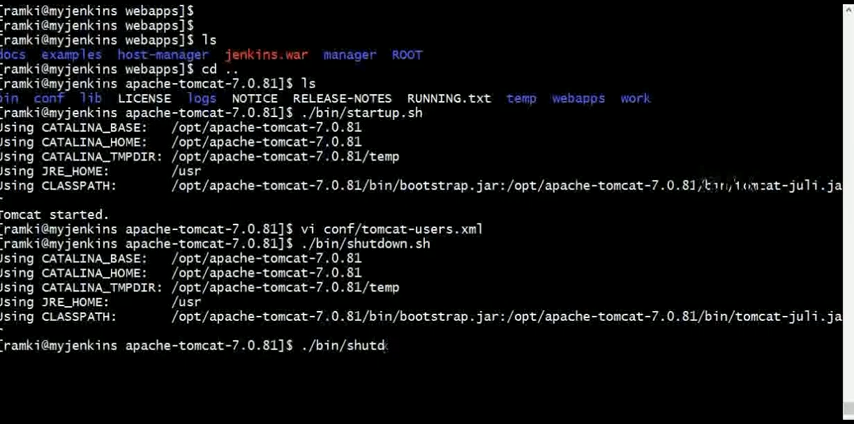 [ramki@myjenkins webapps]$
[ramki@myjenkins webapps]$
[ramki@myjenkins webapps]$ ls
docs examples host-manager jenkins.war manager ROOT
[ramki@myjenkins webapps]$ cd ..
[ramki@myjenkins apache-tomcat-7.0.81]$ ls
bin conf lib LICENSE logs NOTICE RELEASE-NOTES RUNNING.txt temp webapps work
[ramki@myjenkins apache-tomcat-7.0.81]$ ./bin/startup.sh
Using CATALINA_BASE: /opt/apache-tomcat-7.0.81
Using CATALINA_HOME: /opt/apache-tomcat-7.0.81
Using CATALINA_TMPDIR: /opt/apache-tomcat-7.0.81/temp
Using JRE_HOME: /usr
Using CLASSPATH: /opt/apache-tomcat-7.0.81/bin/bootstrap.jar:/opt/apache-tomcat-7.0.81/bin/tomcat-juli.ja
r
Tomcat started.
[ramki@myjenkins apache-tomcat-7.0.81]$ vi conf/tomcat-users.xml
[ramki@myjenkins apache-tomcat-7.0.81]$ ./bin/shutdown.sh
Using CATALINA_BASE: /opt/apache-tomcat-7.0.81
Using CATALINA_HOME: /opt/apache-tomcat-7.0.81
Using CATALINA_TMPDIR: /opt/apache-tomcat-7.0.81/temp
Using JRE_HOME: /usr
Using CLASSPATH: /opt/apache-tomcat-7.0.81/bin/bootstrap.jar:/opt/apache-tomcat-7.0.81/bin/tomcat-juli.ja
r
[ramki@myjenkins apache-tomcat-7.0.81]$ ./bin/shutd